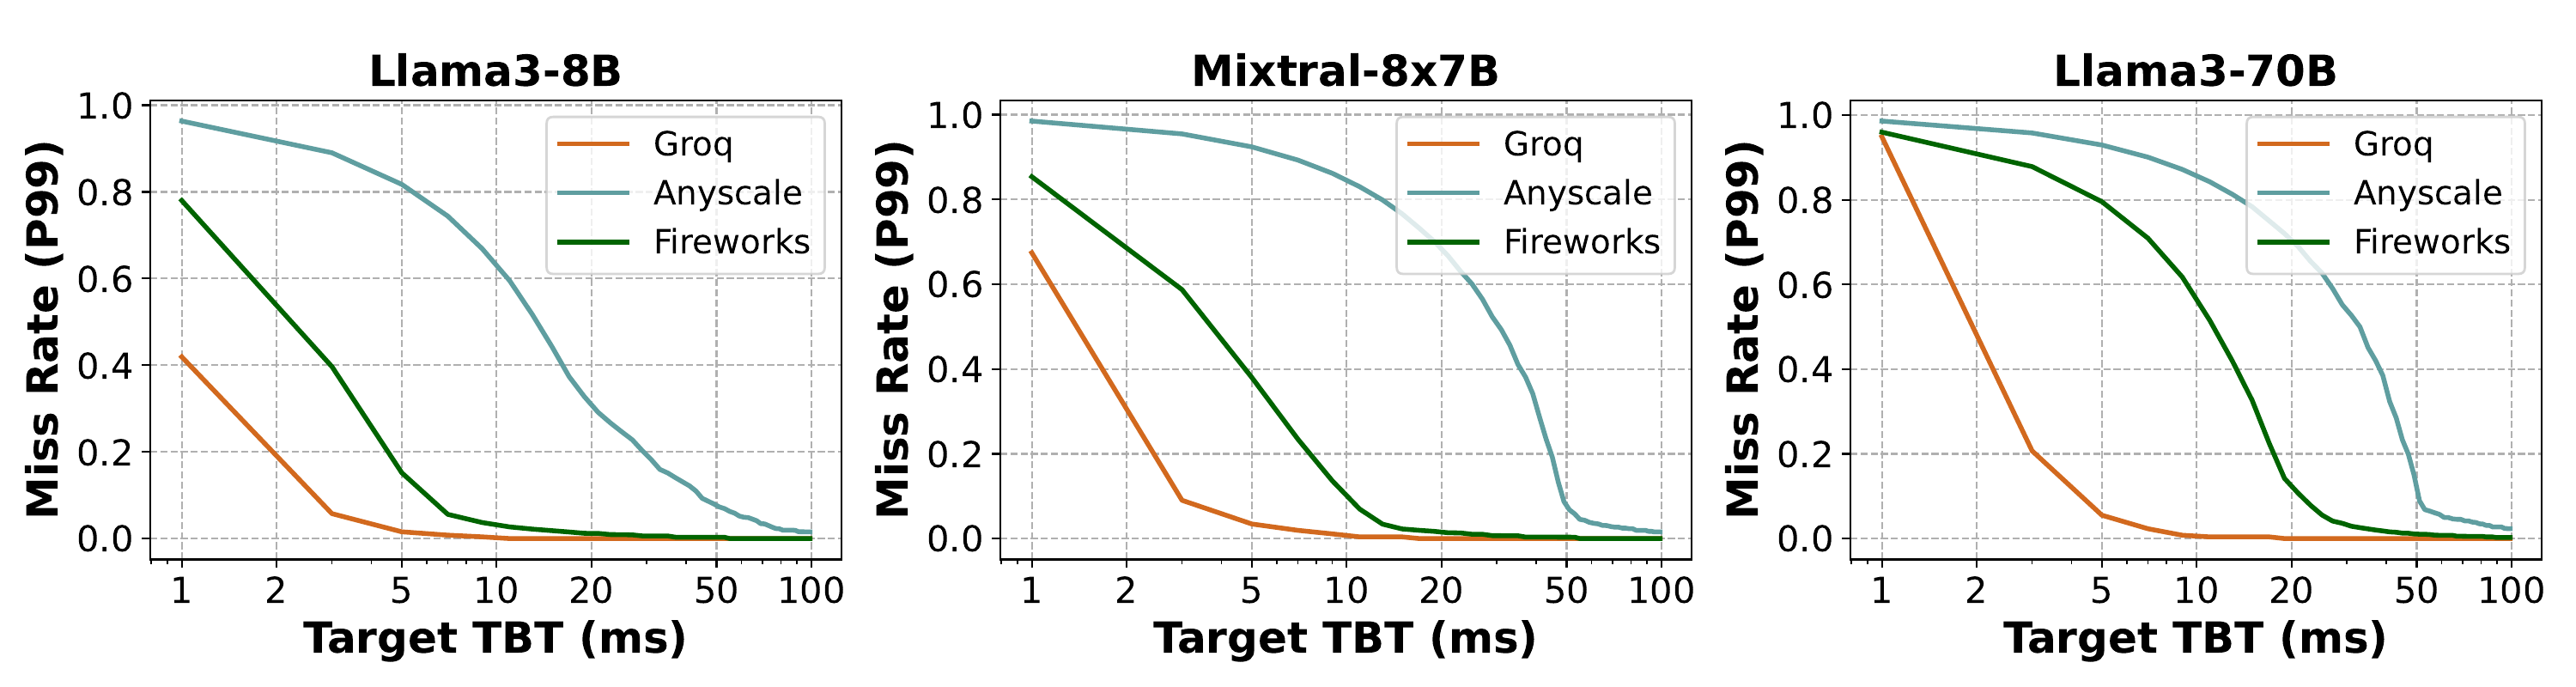 Llama3-8B
Miss Rate (P99)
1.0
0.8
0.6
0.4
0.2
0.0
Groq
Anyscale
Fireworks
1 2 5 10 20 50 100
Target TBT (ms)
Mixtral-8x7B
Miss Rate (P99)
1.0
0.8
0.6
0.4
0.2
0.0
Groq
Anyscale
Fireworks
1 2 5 10 20 50 100
Target TBT (ms)
Llama3-70B
Miss Rate (P99)
1.0
0.8
0.6
0.4
0.2
0.0
Groq
Anyscale
Fireworks
1 2 5 10 20 50 100
Target TBT (ms)